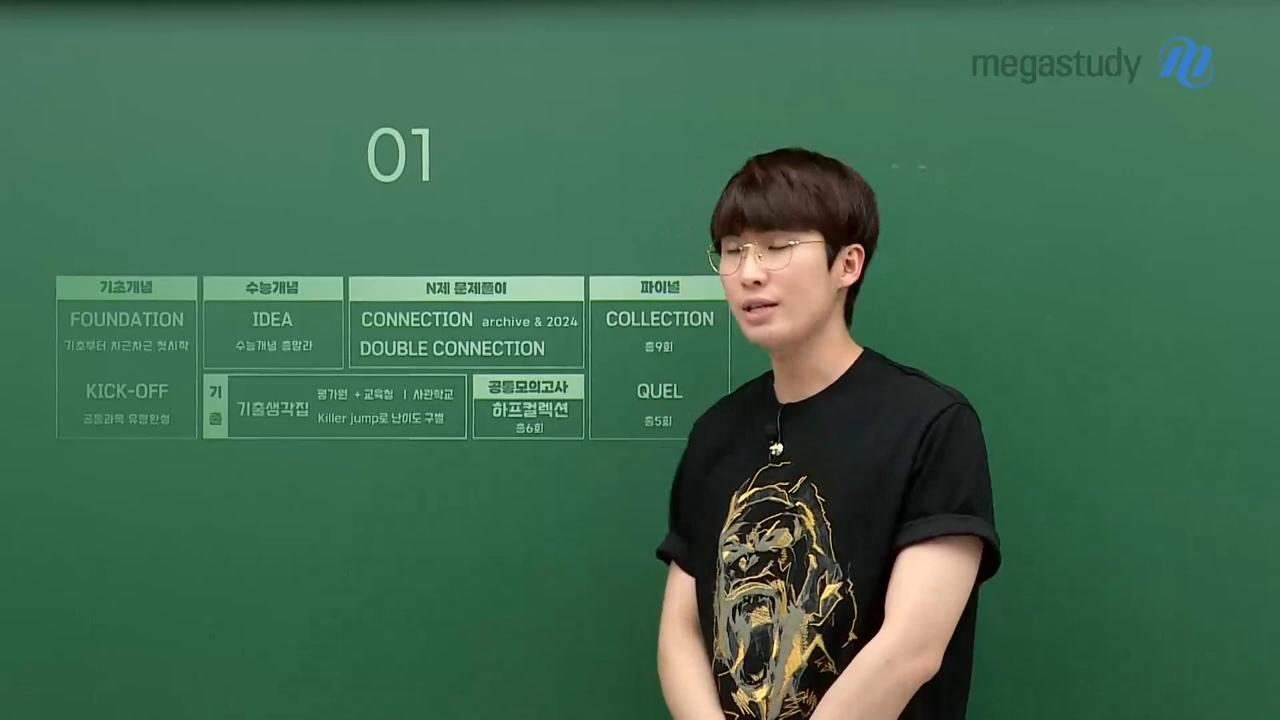 megastudy
01
기초개념
FOUNDATION
기초부터 차근차근 첫시작
KICK-OFF
공통과목 유형완성
수능개념
IDEA
수능개념 총망라
N제 문제풀이
CONNECTION archive & 2024
DOUBLE CONNECTION
파이널
COLLECTION
총9회
QUEL
총5회
기출
기출생각집
평가원 + 교육청 | 사관학교
Killer jump로 난이도 구별
공통모의고사
하프컬렉션
총6회